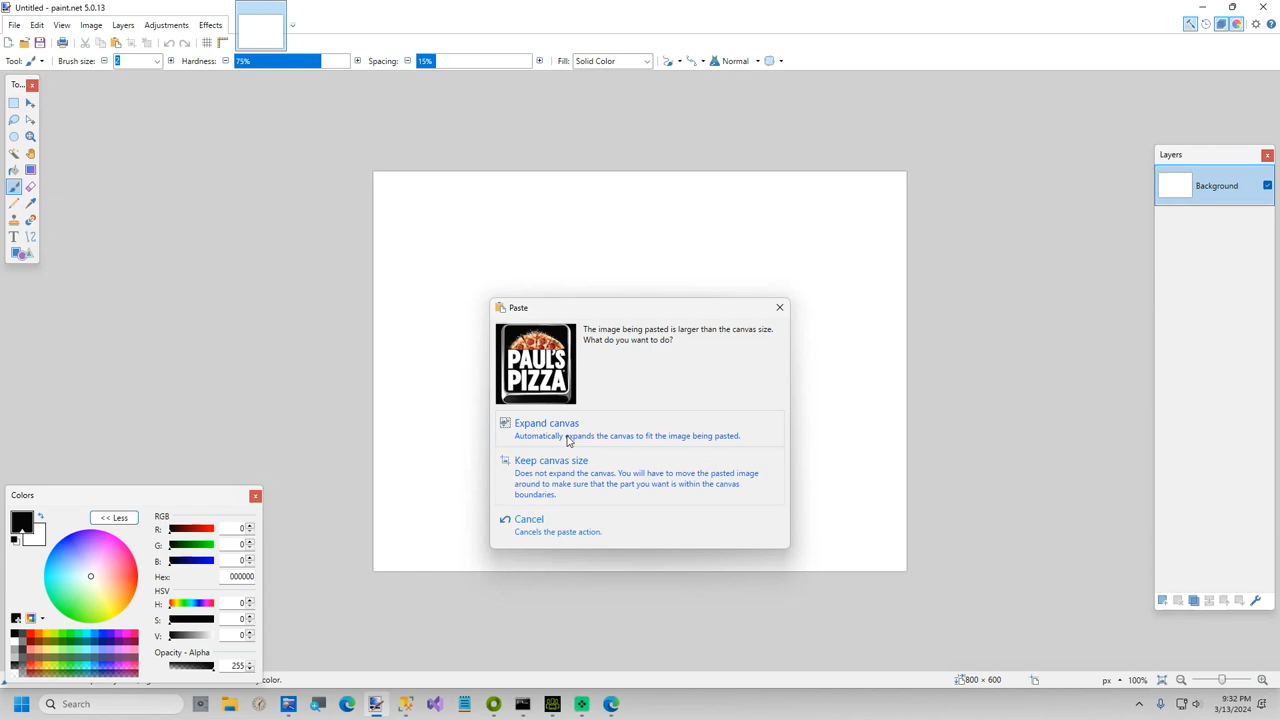 Untitled - paint.net 5.0.13
File Edit View Image Layers Adjustments Effects
Tool: Brush size: 2 Hardness: 75% Spacing: 15% Fill: Solid Color Normal
To... x
Layers x
Background
Paste
PAUL'S
PIZZA
The image being pasted is larger than the canvas size.
What do you want to do?
Expand canvas
Automatically expands the canvas to fit the image being pasted.
Keep canvas size
Does not expand the canvas. You will have to move the pasted image
around to make sure that the part you want is within the canvas
boundaries.
Cancel
Cancels the paste action.
Colors x
<< Less
RGB
R: 0
G: 0
B: 0
Hex: 000000
HSV
H: 0
S: 0
V: 0
Opacity - Alpha
255
color.
800 × 600 px 100%
Search
9:32 PM
3/13/2024